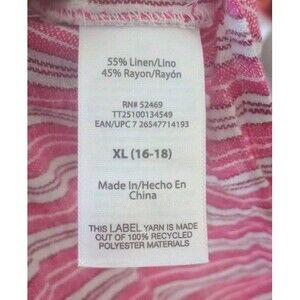 55% Linen/Lino
45% Rayon/Rayón
RN# 52469
TT25100134549
EAN/UPC 7 26547714193
XL (16-18)
Made In/Hecho En
China
THIS LABEL YARN IS MADE
OUT OF 100% RECYCLED
POLYESTER MATERIALS